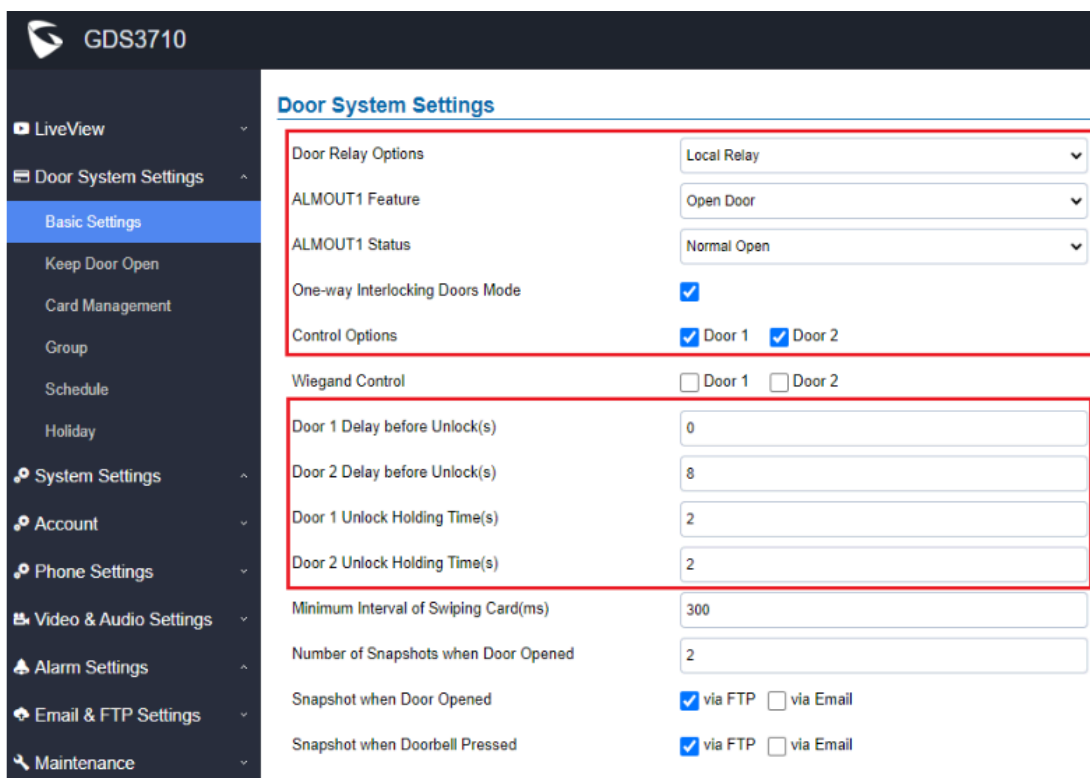 GDS3710
LiveView
Door System Settings
Basic Settings
Keep Door Open
Card Management
Group
Schedule
Holiday
System Settings
Account
Phone Settings
Video & Audio Settings
Alarm Settings
Email & FTP Settings
Maintenance
Door System Settings
Door Relay Options Local Relay
ALMOUT1 Feature Open Door
ALMOUT1 Status Normal Open
One-way Interlocking Doors Mode
Control Options Door 1 Door 2
Wiegand Control Door 1 Door 2
Door 1 Delay before Unlock(s) 0
Door 2 Delay before Unlock(s) 8
Door 1 Unlock Holding Time(s) 2
Door 2 Unlock Holding Time(s) 2
Minimum Interval of Swiping Card(ms) 300
Number of Snapshots when Door Opened 2
Snapshot when Door Opened via FTP via Email
Snapshot when Doorbell Pressed via FTP via Email